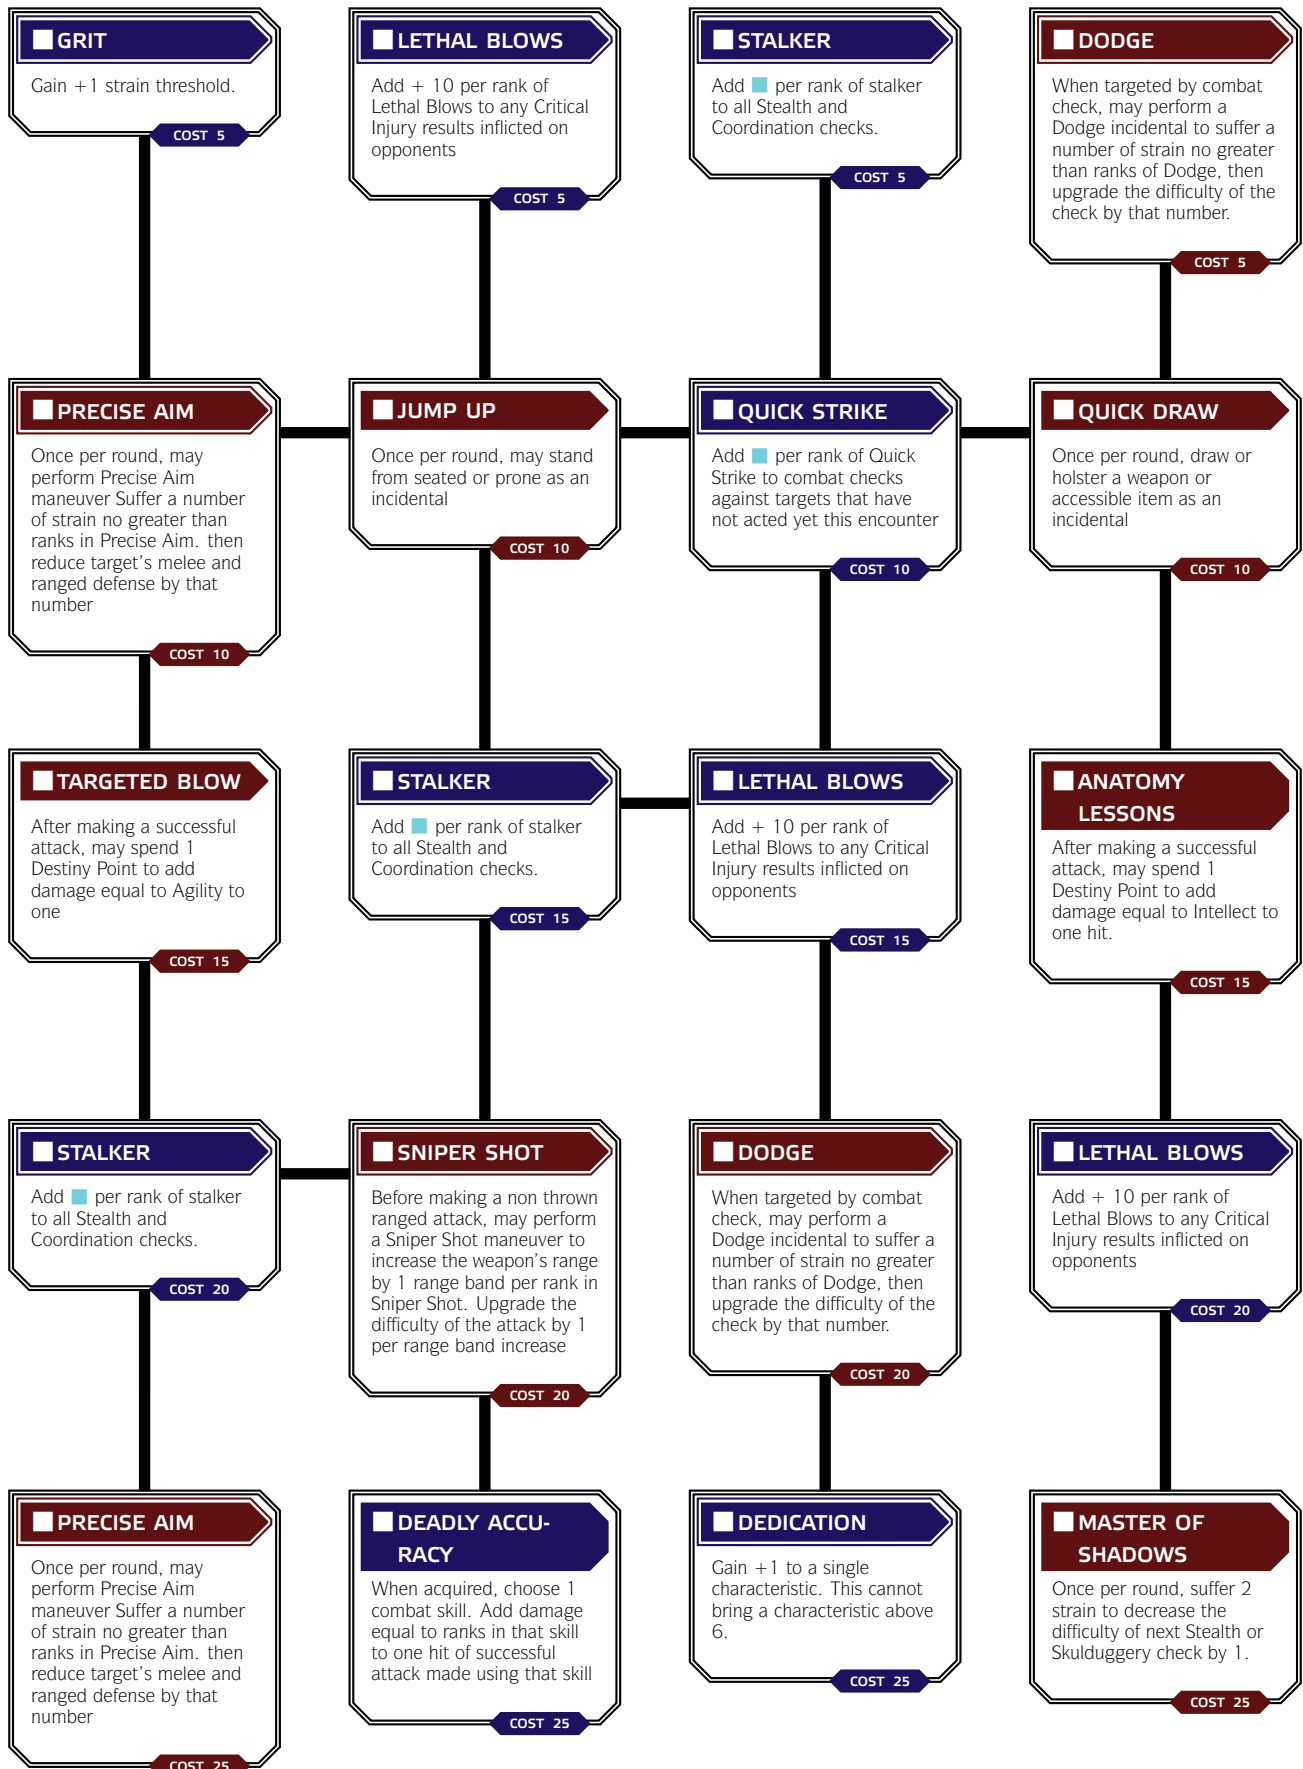 GRIT
Gain +1 strain threshold.
COST 5
LETHAL BLOWS
Add + 10 per rank of
Lethal Blows to any Critical
Injury results inflicted on
opponents
COST 5
STALKER
Add per rank of stalker
to all Stealth and
Coordination checks.
COST 5
DODGE
When targeted by combat
check, may perform a
Dodge incidental to suffer a
number of strain no greater
than ranks of Dodge, then
upgrade the difficulty of the
check by that number.
COST 5
PRECISE AIM
Once per round, may
perform Precise Aim
maneuver Suffer a number
of strain no greater than
ranks in Precise Aim. then
reduce target's melee and
ranged defense by that
number
COST 10
JUMP UP
Once per round, may stand
from seated or prone as an
incidental
COST 10
QUICK STRIKE
Add per rank of Quick
Strike to combat checks
against targets that have
not acted yet this encounter
COST 10
QUICK DRAW
Once per round, draw or
holster a weapon or
accessible item as an
incidental
COST 10
TARGETED BLOW
After making a successful
attack, may spend 1
Destiny Point to add
damage equal to Agility to
one
COST 15
STALKER
Add per rank of stalker
to all Stealth and
Coordination checks.
COST 15
LETHAL BLOWS
Add + 10 per rank of
Lethal Blows to any Critical
Injury results inflicted on
opponents
COST 15
ANATOMY
LESSONS
After making a successful
attack, may spend 1
Destiny Point to add
damage equal to Intellect to
one hit.
COST 15
STALKER
Add per rank of stalker
to all Stealth and
Coordination checks.
COST 20
SNIPER SHOT
Before making a non thrown
ranged attack, may perform
a Sniper Shot maneuver to
increase the weapon's range
by 1 range band per rank in
Sniper Shot. Upgrade the
difficulty of the attack by 1
per range band increase
COST 20
DODGE
When targeted by combat
check, may perform a
Dodge incidental to suffer a
number of strain no greater
than ranks of Dodge, then
upgrade the difficulty of the
check by that number.
COST 20
LETHAL BLOWS
Add + 10 per rank of
Lethal Blows to any Critical
Injury results inflicted on
opponents
COST 20
PRECISE AIM
Once per round, may
perform Precise Aim
maneuver Suffer a number
of strain no greater than
ranks in Precise Aim. then
reduce target's melee and
ranged defense by that
number
COST 25
DEADLY ACCU-
RACY
When acquired, choose 1
combat skill. Add damage
equal to ranks in that skill
to one hit of successful
attack made using that skill
COST 25
DEDICATION
Gain +1 to a single
characteristic. This cannot
bring a characteristic above
6.
COST 25
MASTER OF
SHADOWS
Once per round, suffer 2
strain to decrease the
difficulty of next Stealth or
Skulduggery check by 1.
COST 25